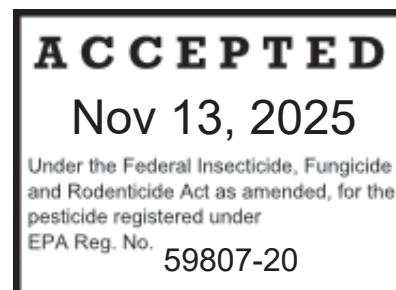 ACCEPTED
Nov 13, 2025
Under the Federal Insecticide, Fungicide
and Rodenticide Act as amended, for the
pesticide registered under
EPA Reg. No. 59807-20